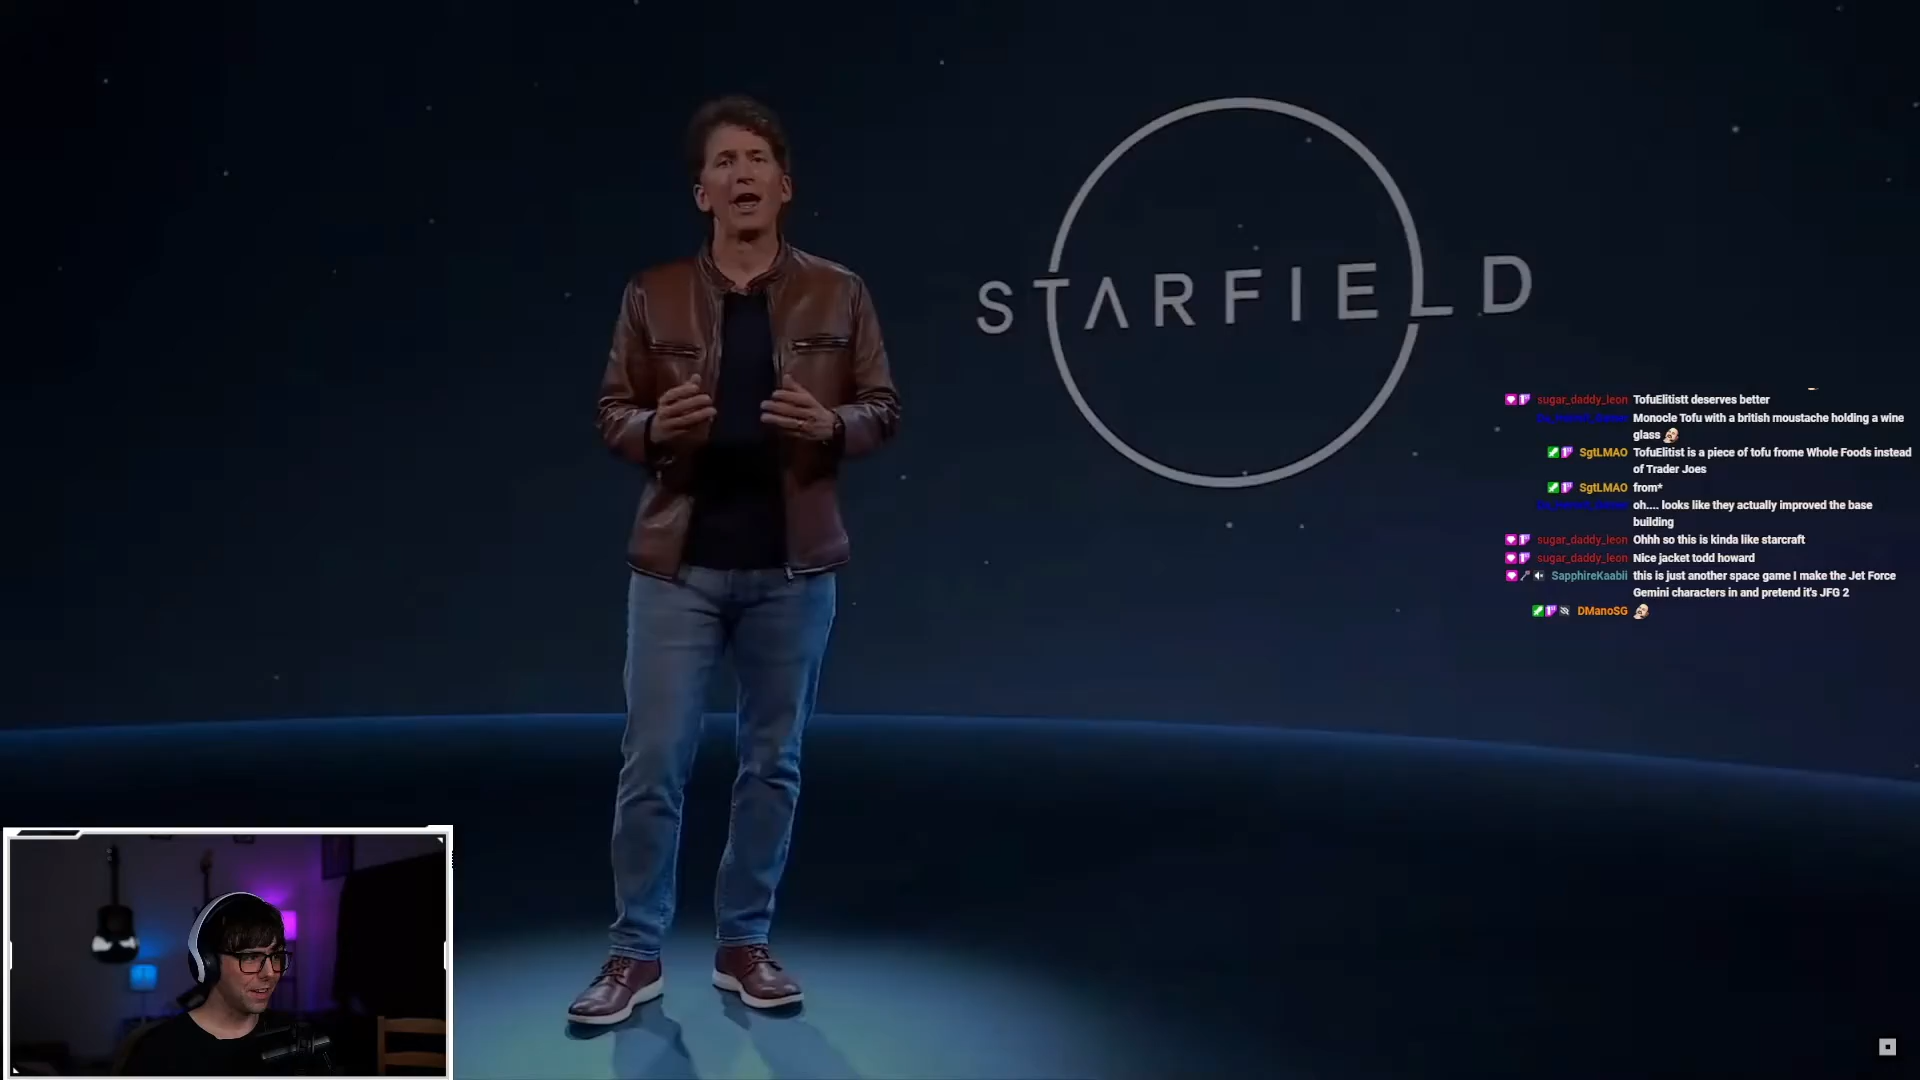 STARFIELD
sugar_daddy_leon TofuElitistt deserves better
Monocle Tofu with a british moustache holding a wine
glass
SgtLMAO TofuElitist is a piece of tofu frome Whole Foods instead
of Trader Joes
SgtLMAO from*
oh.... looks like they actually improved the base
building
sugar_daddy_leon Ohhh so this is kinda like starcraft
sugar_daddy_leon Nice jacket todd howard
SapphireKaabli this is just another space game I make the Jet Force
Gemini characters in and pretend it's JFG 2
DManoSG